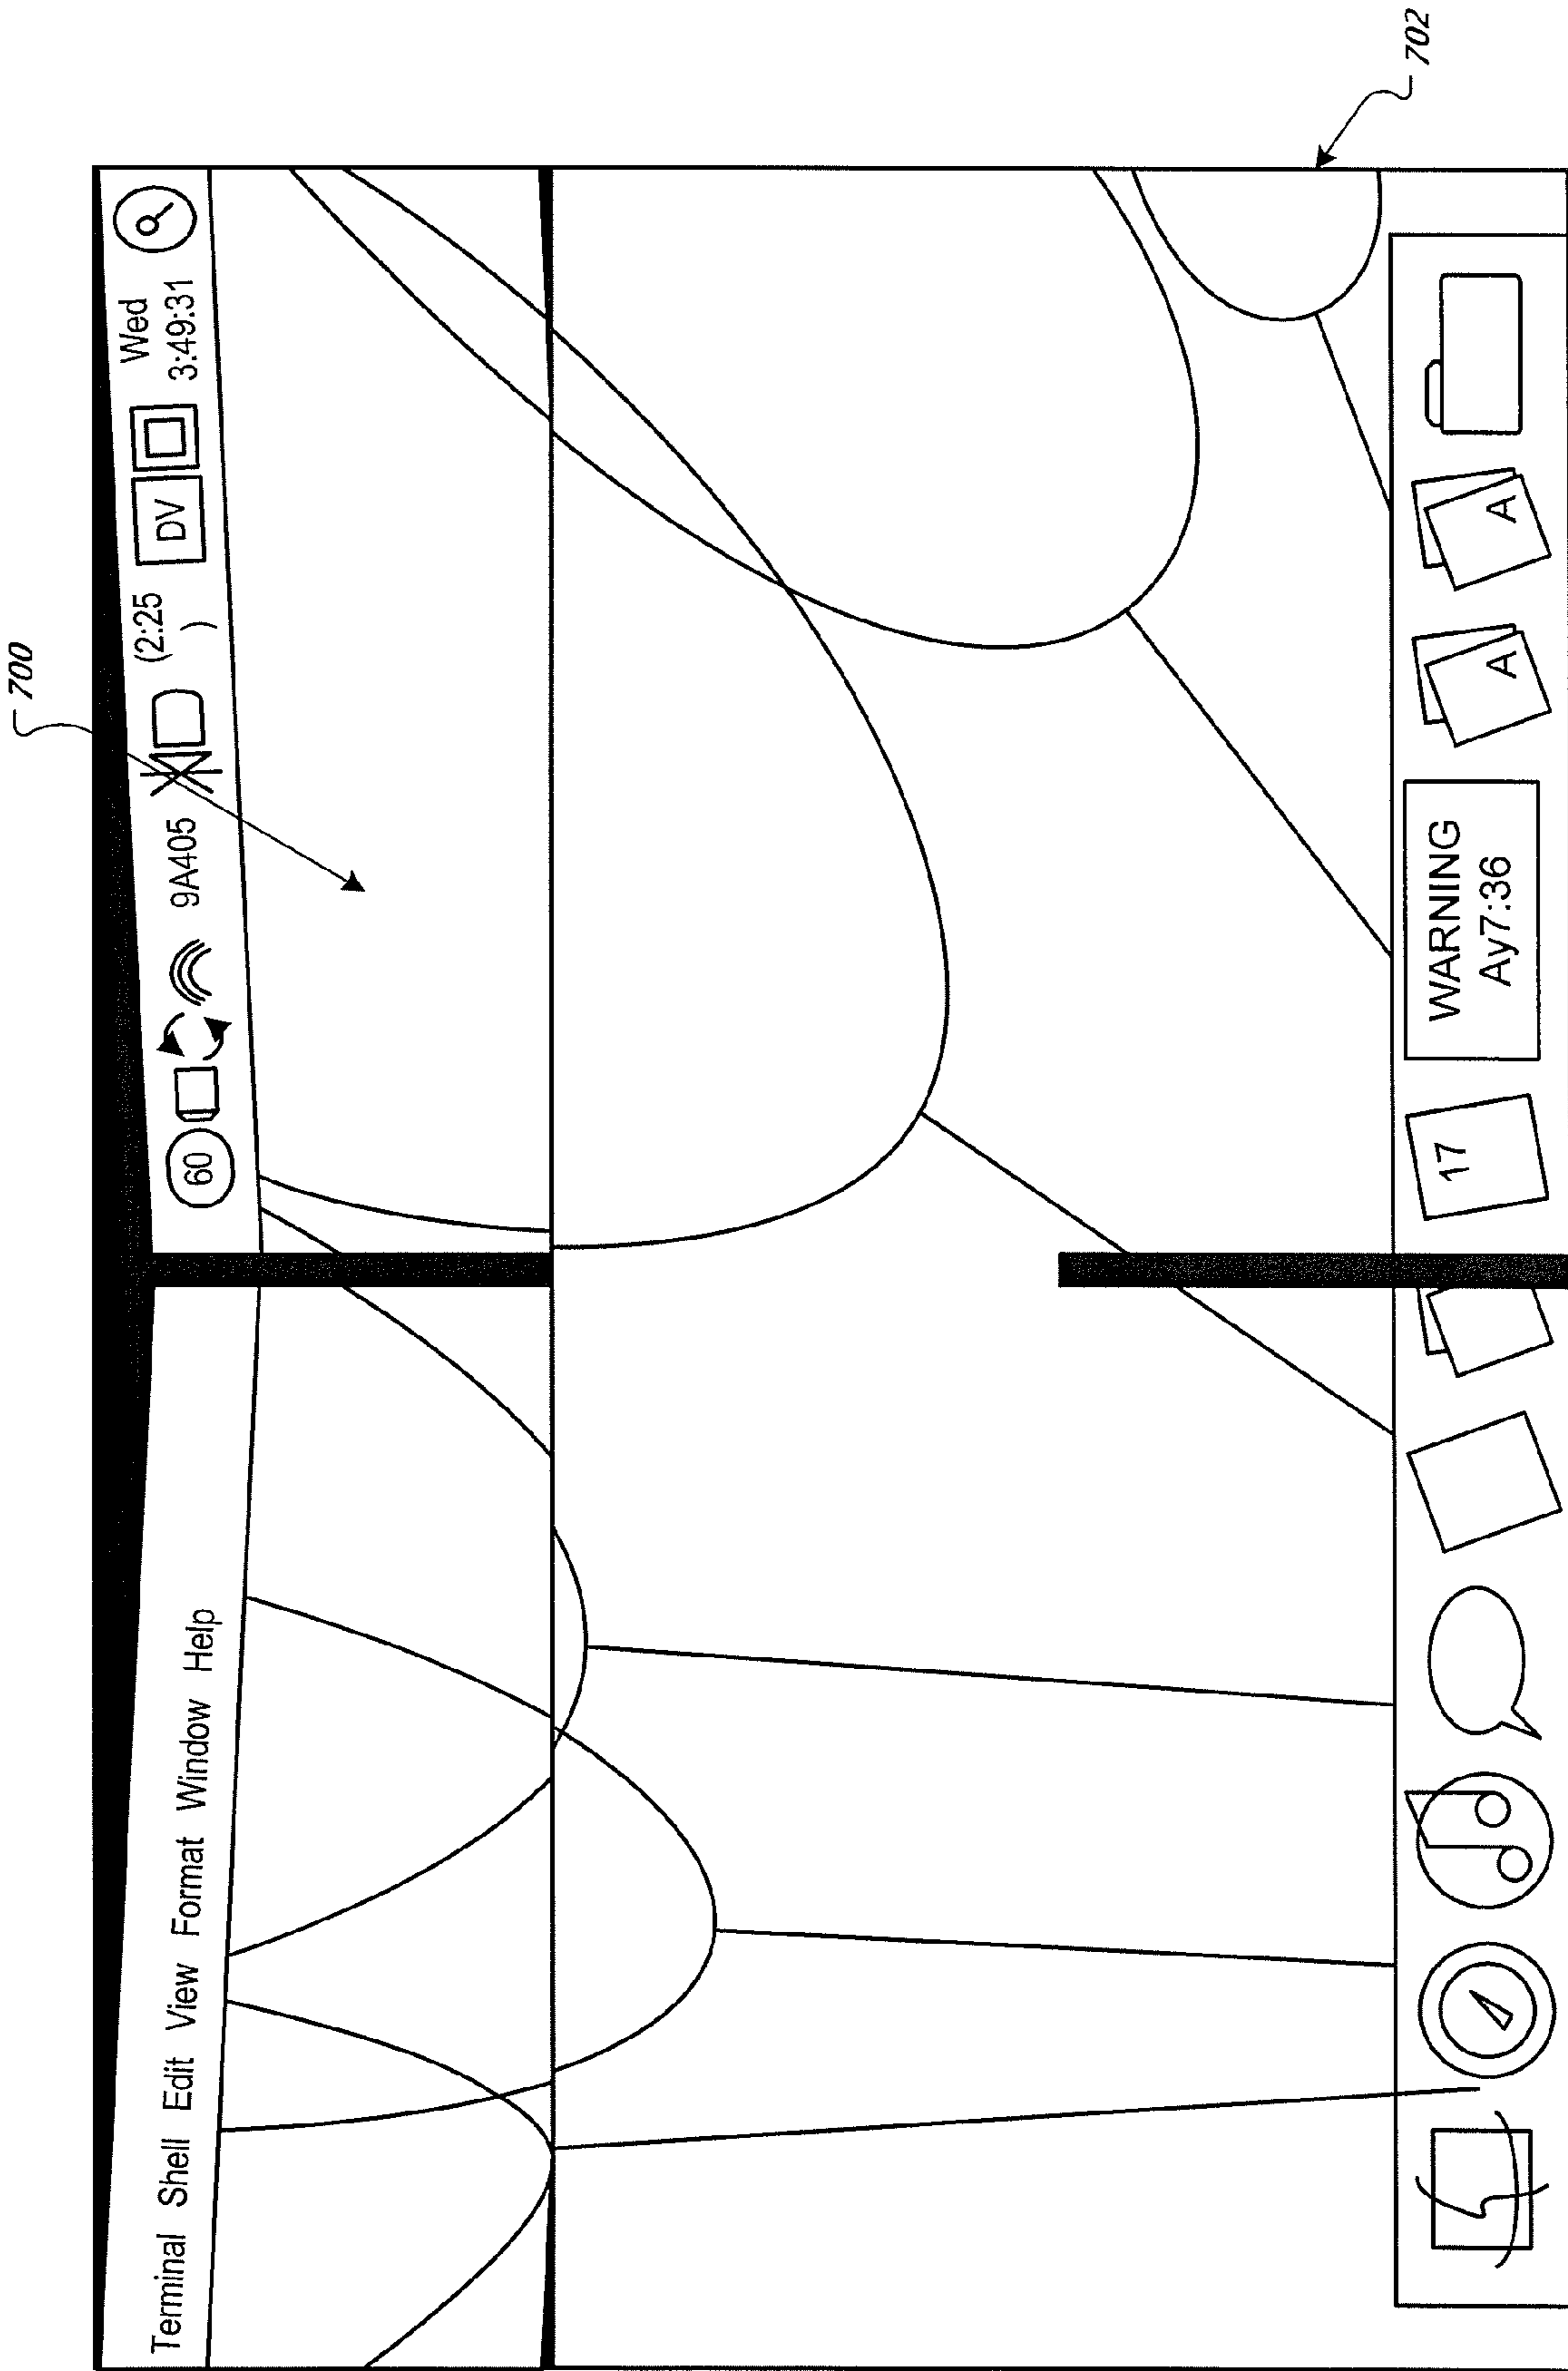 700
Terminal Shell Edit View Format Window Help
60 9A405 (2:25 ) DV Wed 3:49:31
702
17
WARNING
Ay7:36
A
A